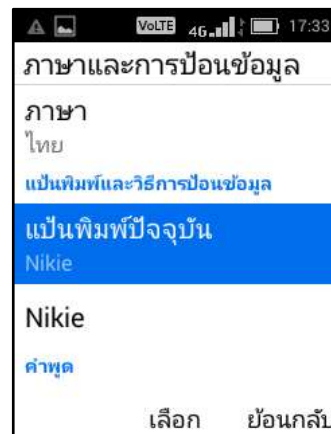 VoLTE 4G 17:33
ภาษาและการป้อนข้อมูล
ภาษา
ไทย
แป้นพิมพ์และวิธีการป้อนข้อมูล
แป้นพิมพ์ปัจจุบัน
Nikie
Nikie
คำพูด
เลือก ย้อนกลับ